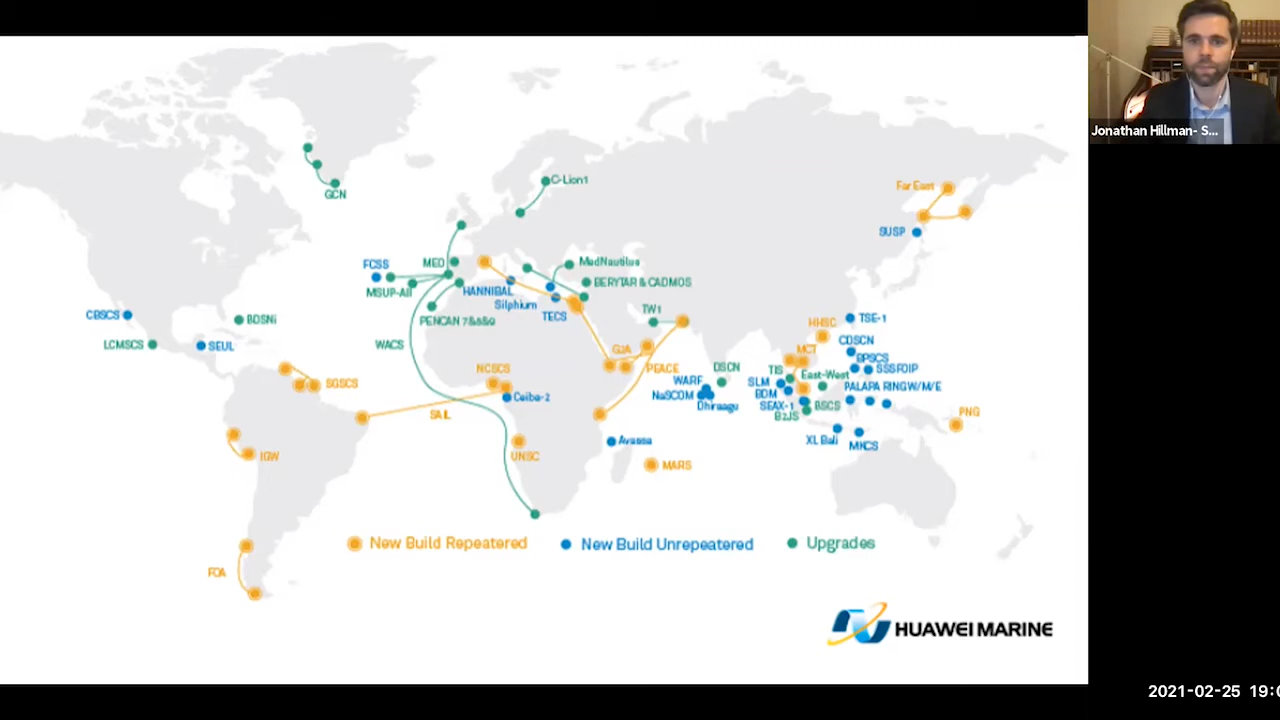 Jonathan Hillman- S...
GCN
C-Lion1
Far East
SUSP
FCSS
MED
MedNautilus
MSUP-All
HANNIBAL
BERYTAR & CADMOS
Silphium
TECS
PENCAN 7&8&9
TW1
CBSCS
BDSNi
TSE-1
HHSC
LCMSCS
SEUL
WACS
GJA
MCT
CDSCN
BPSCS
SSSFOIP
NCSCS
PEACE
DSCN
TIS
East-West
SGSCS
WARF
SLM
PALAPA RING W/M/E
NaSCOM
BDM
Ceiba-2
Dhiraagu
SEAX-1
BSCS
SAIL
B2JS
PNG
Avassa
XL Bali
MKCS
IGW
UNSC
MARS
New Build Repeatered
New Build Unrepeatered
Upgrades
FOA
HUAWEI MARINE
2021-02-25 19:0